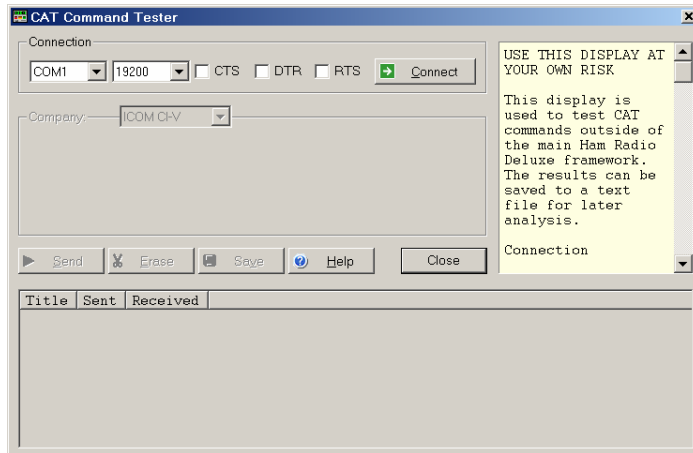 CAT Command Tester
Connection
COM1 19200 CTS DTR RTS Connect
Company: ICOM CI-V
Send Erase Save Help Close
USE THIS DISPLAY AT
YOUR OWN RISK
This display is
used to test CAT
commands outside of
the main Ham Radio
Deluxe framework.
The results can be
saved to a text
file for later
analysis.
Connection
Title Sent Received